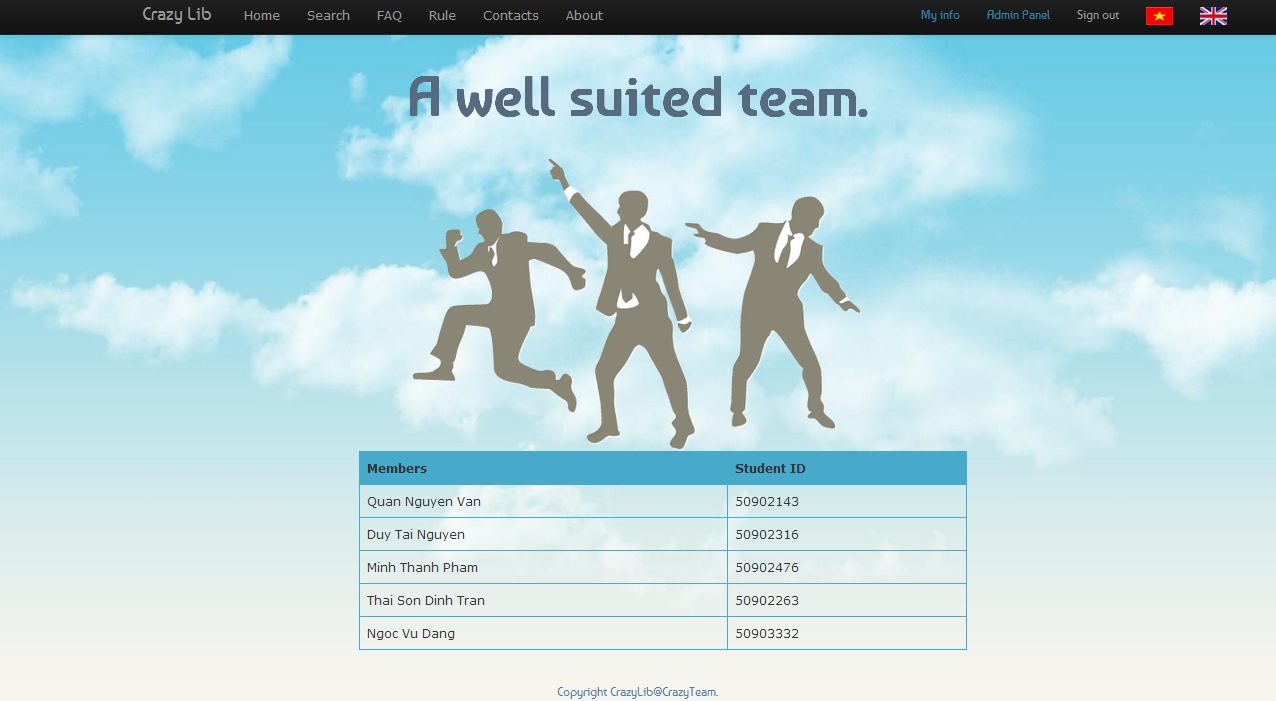 Crazy Lib Home Search FAQ Rule Contacts About My info Admin Panel Sign out
A well suited team.
Members Student ID
Quan Nguyen Van 50902143
Duy Tai Nguyen 50902316
Minh Thanh Pham 50902476
Thai Son Dinh Tran 50902263
Ngoc Vu Dang 50903332
Copyright CrazyLib@CrazyTeam.